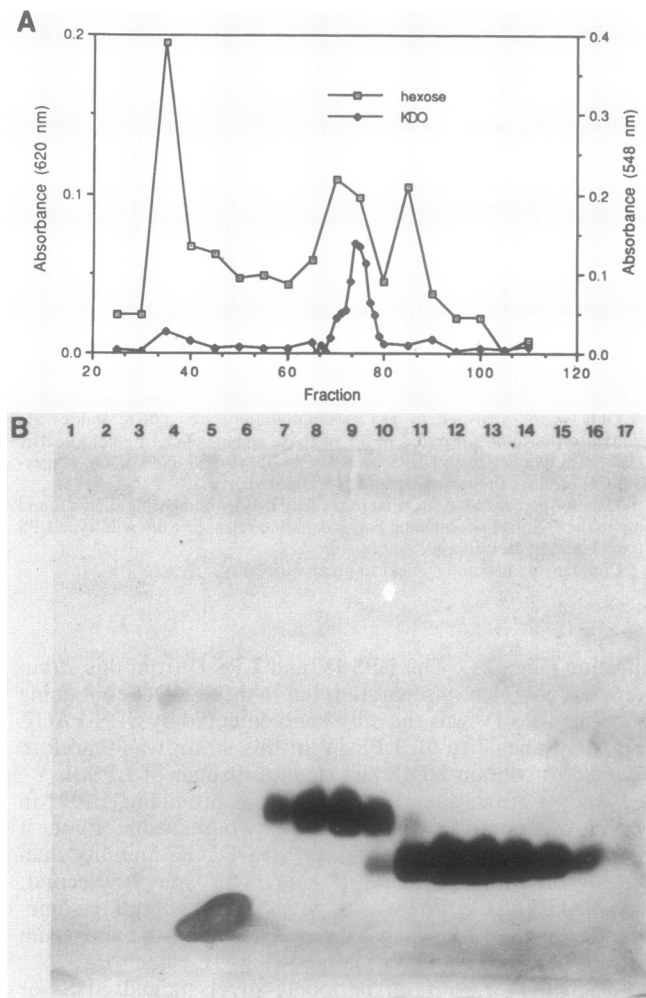 A
0.2
0.4
hexose
KDO
0.3
Absorbance (620 nm)
0.1
0.2
Absorbance (548 nm)
0.1
0.0
0.0
20 40 60 80 100 120
Fraction
B 1 2 3 4 5 6 7 8 9 10 11 12 13 14 15 16 17